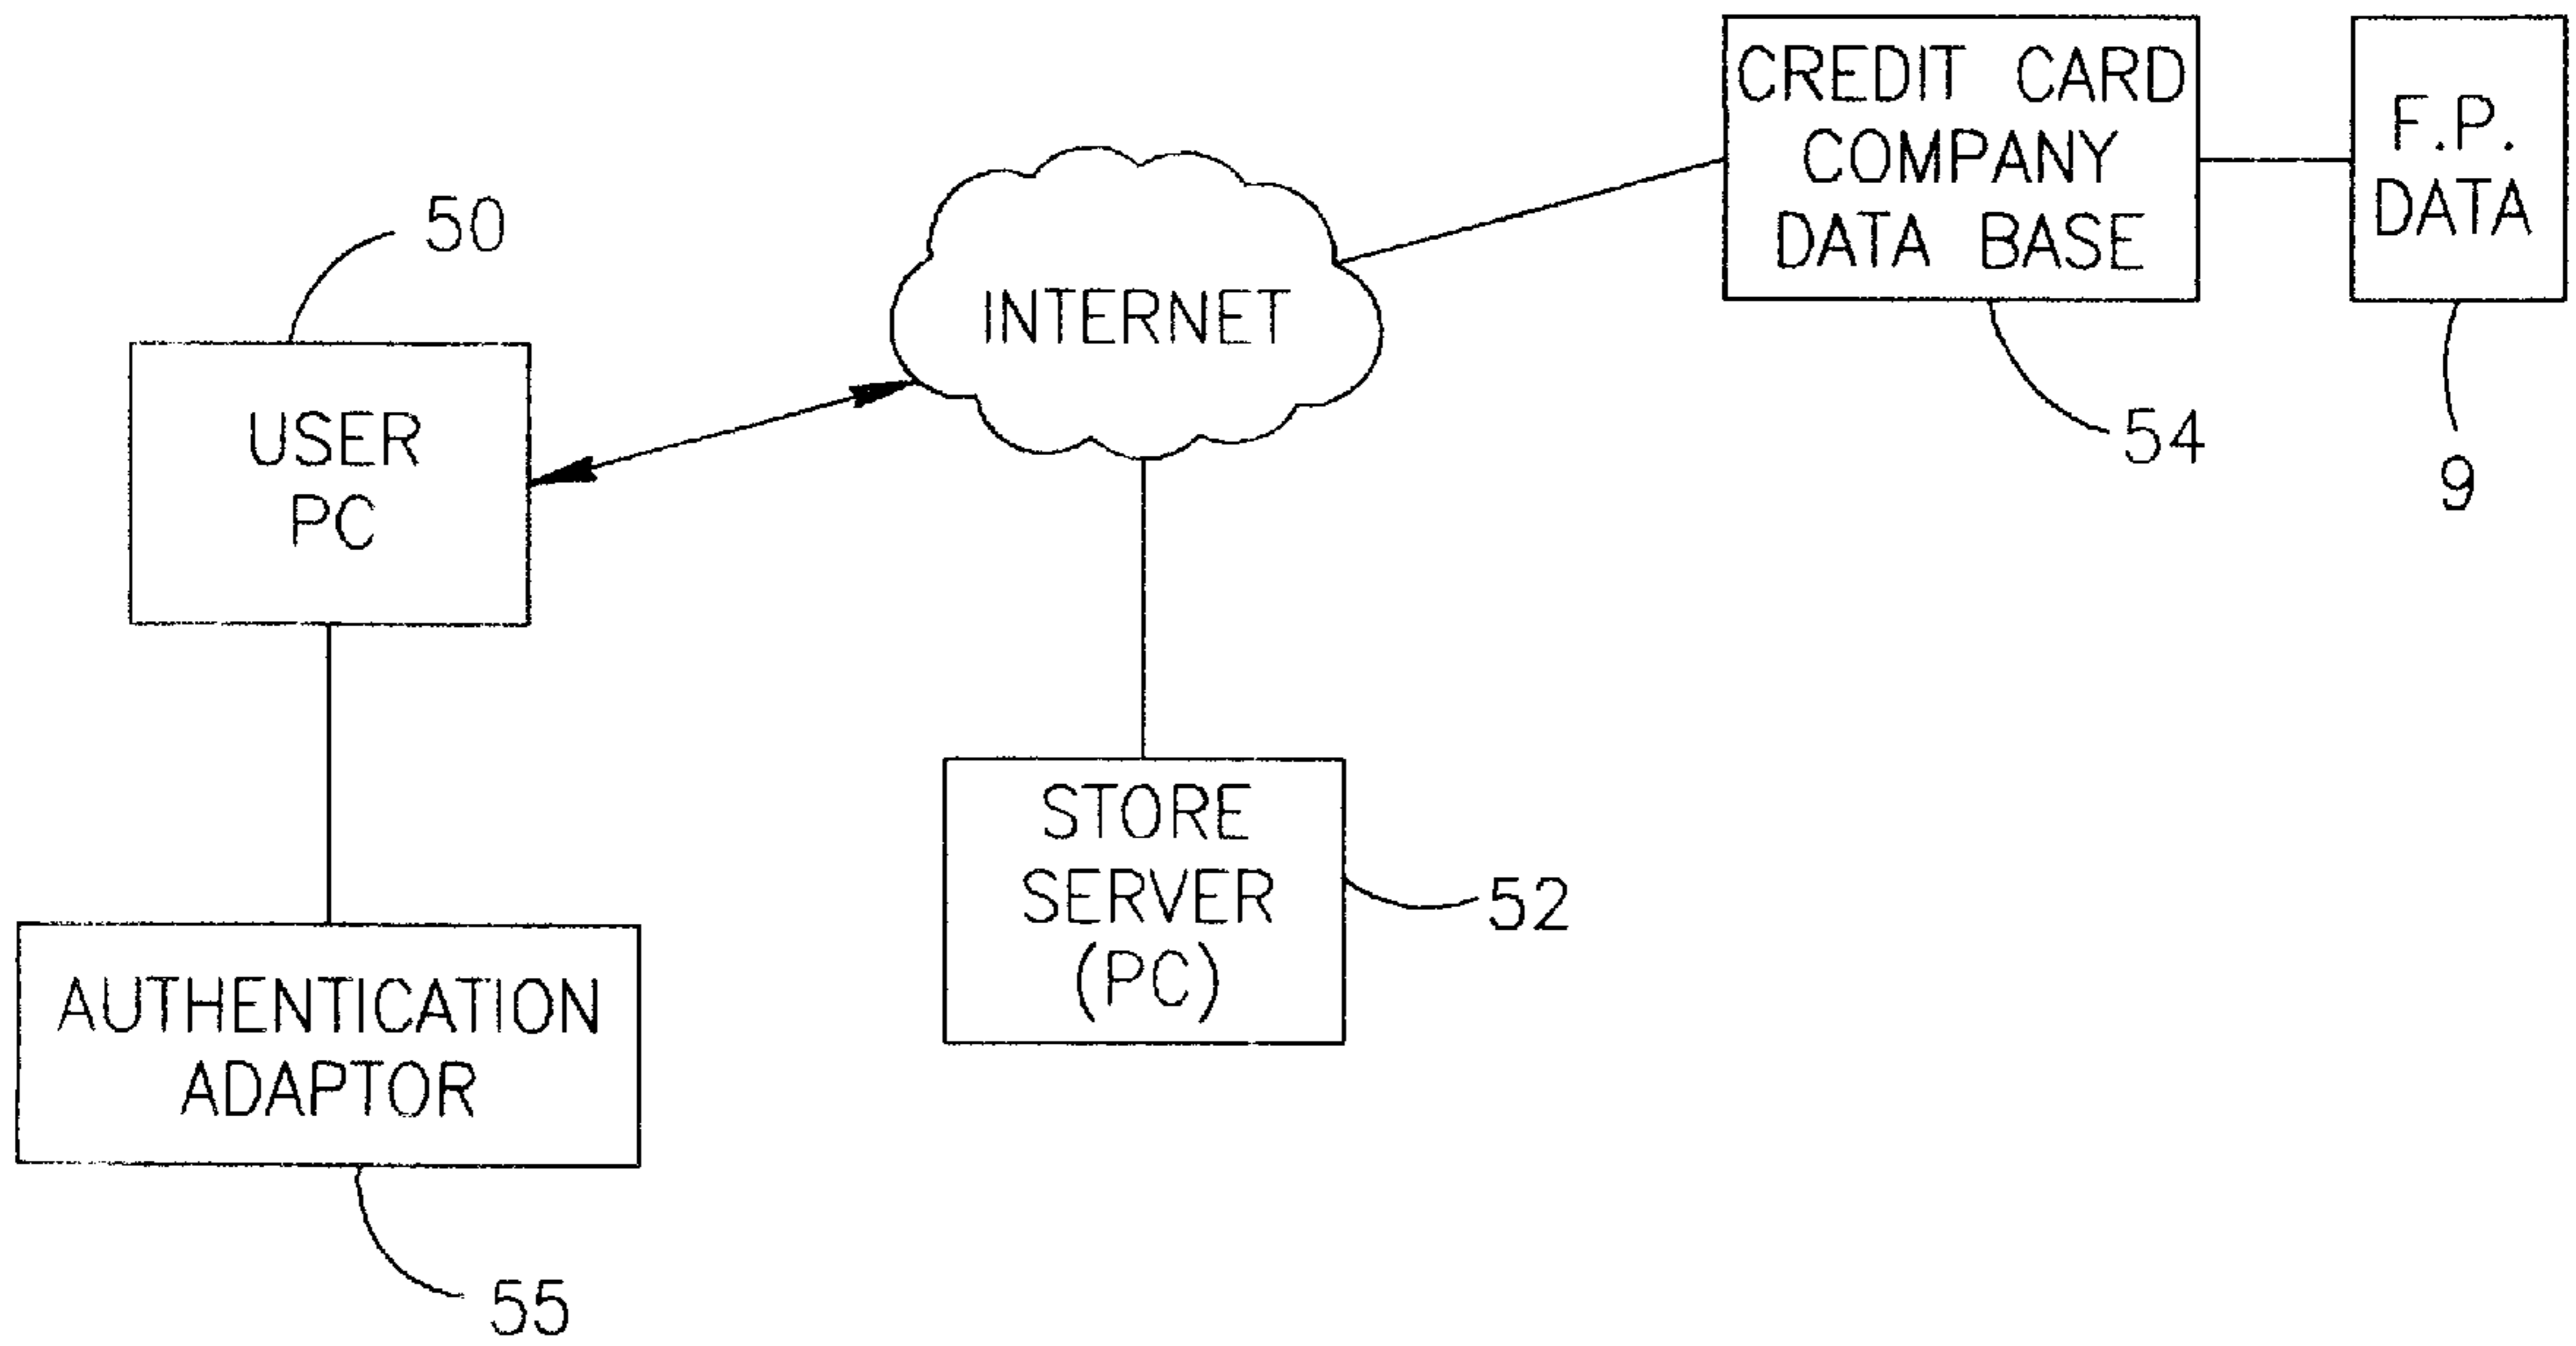 CREDIT CARD
COMPANY
DATA BASE
F.P.
DATA
50
INTERNET
54
9
USER
PC
STORE
SERVER
(PC)
52
AUTHENTICATION
ADAPTOR
55